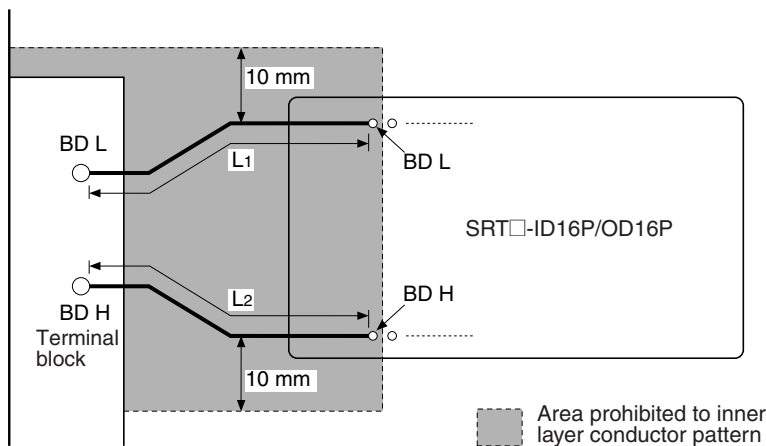 10 mm
BD L
L1
BD L
SRT□-ID16P/OD16P
L2
BD H
BD H
Terminal
block
10 mm
Area prohibited to inner
layer conductor pattern